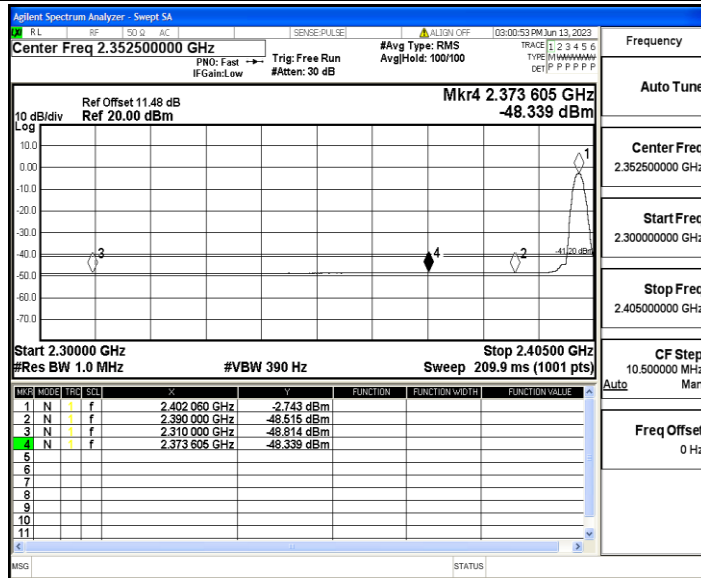 Agilent Spectrum Analyzer - Swept SA
RL RF 50 Ω AC SENSE:PULSE ALIGN OFF 03:00:53 PM Jun 13, 2023
Center Freq 2.352500000 GHz
PNO: Fast
IFGain:Low
Trig: Free Run
#Atten: 30 dB
#Avg Type: RMS
Avg|Hold: 100/100
TRACE 1 2 3 4 5 6
TYPE MWWWWW
DET P P P P P P
Mkr4 2.373 605 GHz
-48.339 dBm
Ref Offset 11.48 dB
10 dB/div Ref 20.00 dBm
Log
10.0
0.00
-10.0
-20.0
-30.0
-40.0
-50.0
-60.0
-70.0
1
2
3
4
-41.20 dBm
Start 2.30000 GHz Stop 2.40500 GHz
#Res BW 1.0 MHz #VBW 390 Hz Sweep 209.9 ms (1001 pts)
MKR MODE TRC SCL X Y FUNCTION FUNCTION WIDTH FUNCTION VALUE
1 N 1 f 2.402 060 GHz -2.743 dBm
2 N 1 f 2.390 000 GHz -48.515 dBm
3 N 1 f 2.310 000 GHz -48.814 dBm
4 N 1 f 2.373 605 GHz -48.339 dBm
5
6
7
8
9
10
11
MSG STATUS
Frequency
Auto Tune
Center Freq
2.352500000 GHz
Start Freq
2.300000000 GHz
Stop Freq
2.405000000 GHz
CF Step
10.500000 MHz
Auto Man
Freq Offset
0 Hz